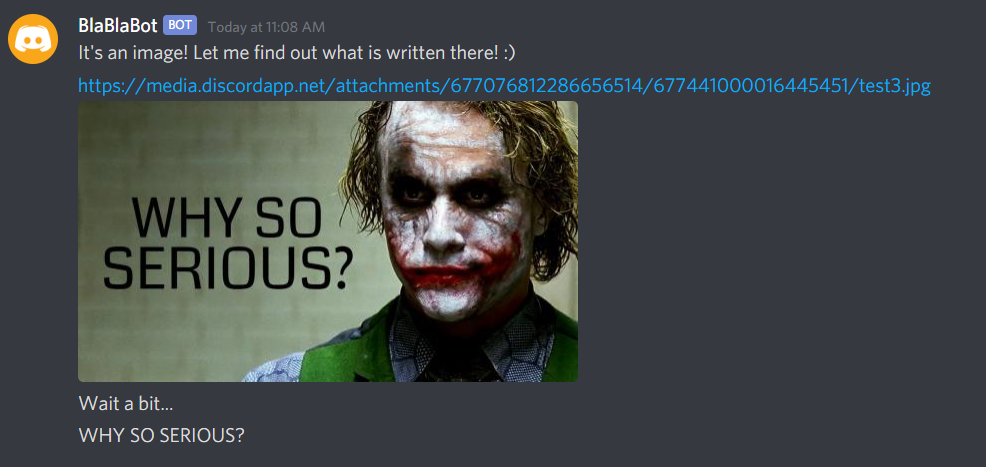 BlaBlaBot BOT Today at 11:08 AM
It's an image! Let me find out what is written there! :)
https://media.discordapp.net/attachments/677076812286656514/677441000016445451/test3.jpg
WHY SO
SERIOUS?
Wait a bit...
WHY SO SERIOUS?